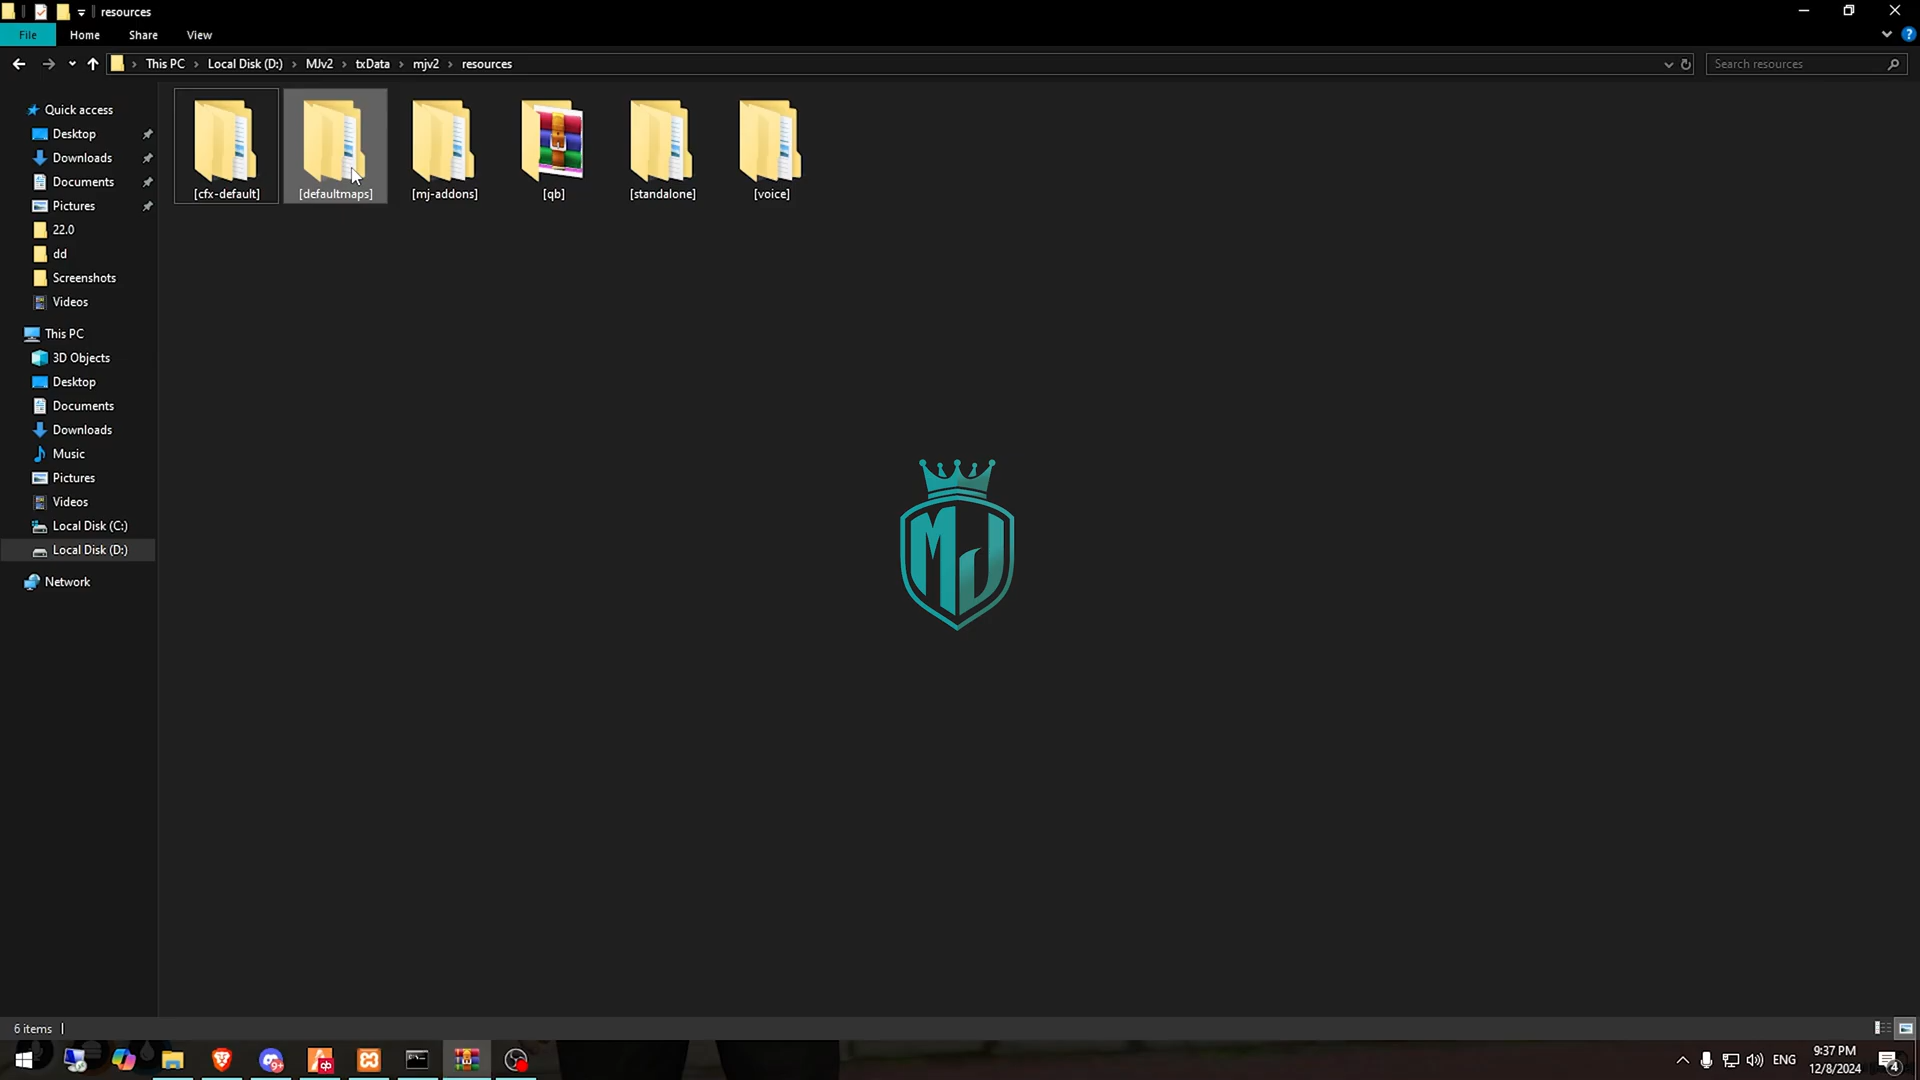 resources
File
Home
Share
View
This PC
Local Disk (D:)
MJv2
txData
mjv2
resources
Search resources
Quick access
Desktop
Downloads
Documents
Pictures
22.0
dd
Screenshots
Videos
This PC
3D Objects
Desktop
Documents
Downloads
Music
Pictures
Videos
Local Disk (C:)
Local Disk (D:)
Network
[cfx-default]
[defaultmaps]
[mj-addons]
[qb]
[standalone]
[voice]
MJ
6 items
9+
qb
ENG
9:37 PM
12/8/2024
4